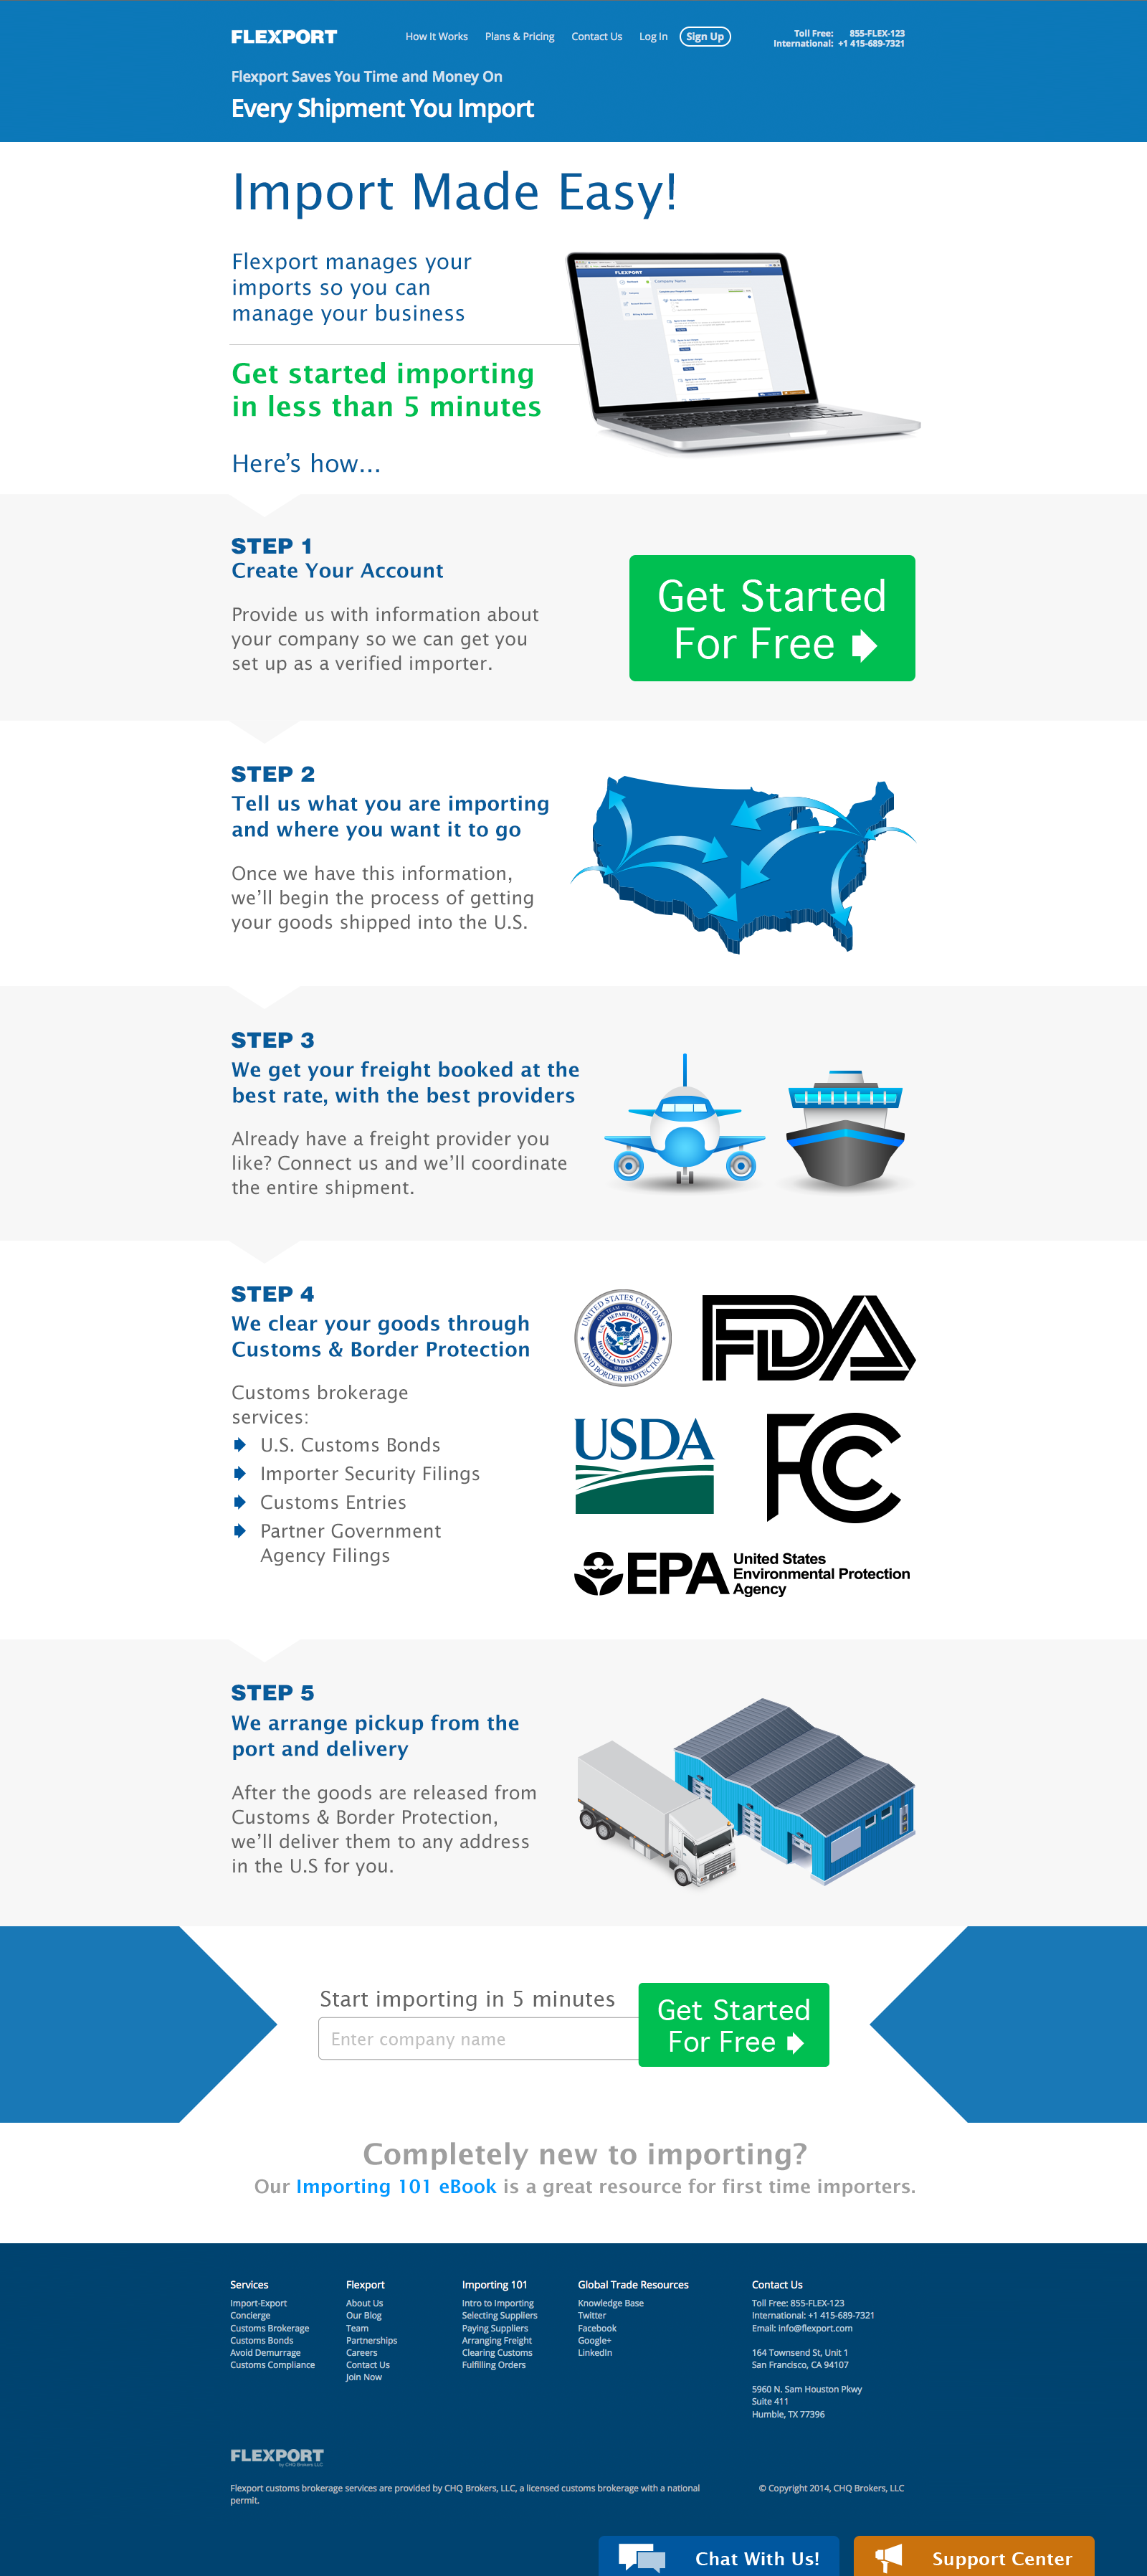 FLEXPORT
How It Works Plans & Pricing Contact Us Log In Sign Up
Toll Free: 855-FLEX-123
International: +1 415-689-7321
Flexport Saves You Time and Money On
Every Shipment You Import
Import Made Easy!
Flexport manages your
imports so you can
manage your business
FLEXPORT
Company Name
Get started importing
in less than 5 minutes
Here's how...
STEP 1
Create Your Account
Provide us with information about
your company so we can get you
set up as a verified importer.
Get Started
For Free
STEP 2
Tell us what you are importing
and where you want it to go
Once we have this information,
we'll begin the process of getting
your goods shipped into the U.S.
STEP 3
We get your freight booked at the
best rate, with the best providers
Already have a freight provider you
like? Connect us and we'll coordinate
the entire shipment.
STEP 4
We clear your goods through
Customs & Border Protection
Customs brokerage
services:
U.S. Customs Bonds
Importer Security Filings
Customs Entries
Partner Government
Agency Filings
UNITED STATES CUSTOMS
AND BORDER PROTECTION
FDA
USDA
FCC
EPA
United States
Environmental Protection
Agency
STEP 5
We arrange pickup from the
port and delivery
After the goods are released from
Customs & Border Protection,
we'll deliver them to any address
in the U.S for you.
Start importing in 5 minutes
Enter company name
Get Started
For Free
Completely new to importing?
Our Importing 101 eBook is a great resource for first time importers.
Services
Import-Export
Concierge
Customs Brokerage
Customs Bonds
Avoid Demurrage
Customs Compliance
Flexport
About Us
Our Blog
Team
Partnerships
Careers
Contact Us
Join Now
Importing 101
Intro to Importing
Selecting Suppliers
Paying Suppliers
Arranging Freight
Clearing Customs
Fulfilling Orders
Global Trade Resources
Knowledge Base
Twitter
Facebook
Google+
LinkedIn
Contact Us
Toll Free: 855-FLEX-123
International: +1 415-689-7321
Email: info@flexport.com
164 Townsend St, Unit 1
San Francisco, CA 94107
5960 N. Sam Houston Pkwy
Suite 411
Humble, TX 77396
FLEXPORT
by CHQ Brokers LLC
Flexport customs brokerage services are provided by CHQ Brokers, LLC, a licensed customs brokerage with a national
permit.
© Copyright 2014, CHQ Brokers, LLC
Chat With Us!
Support Center